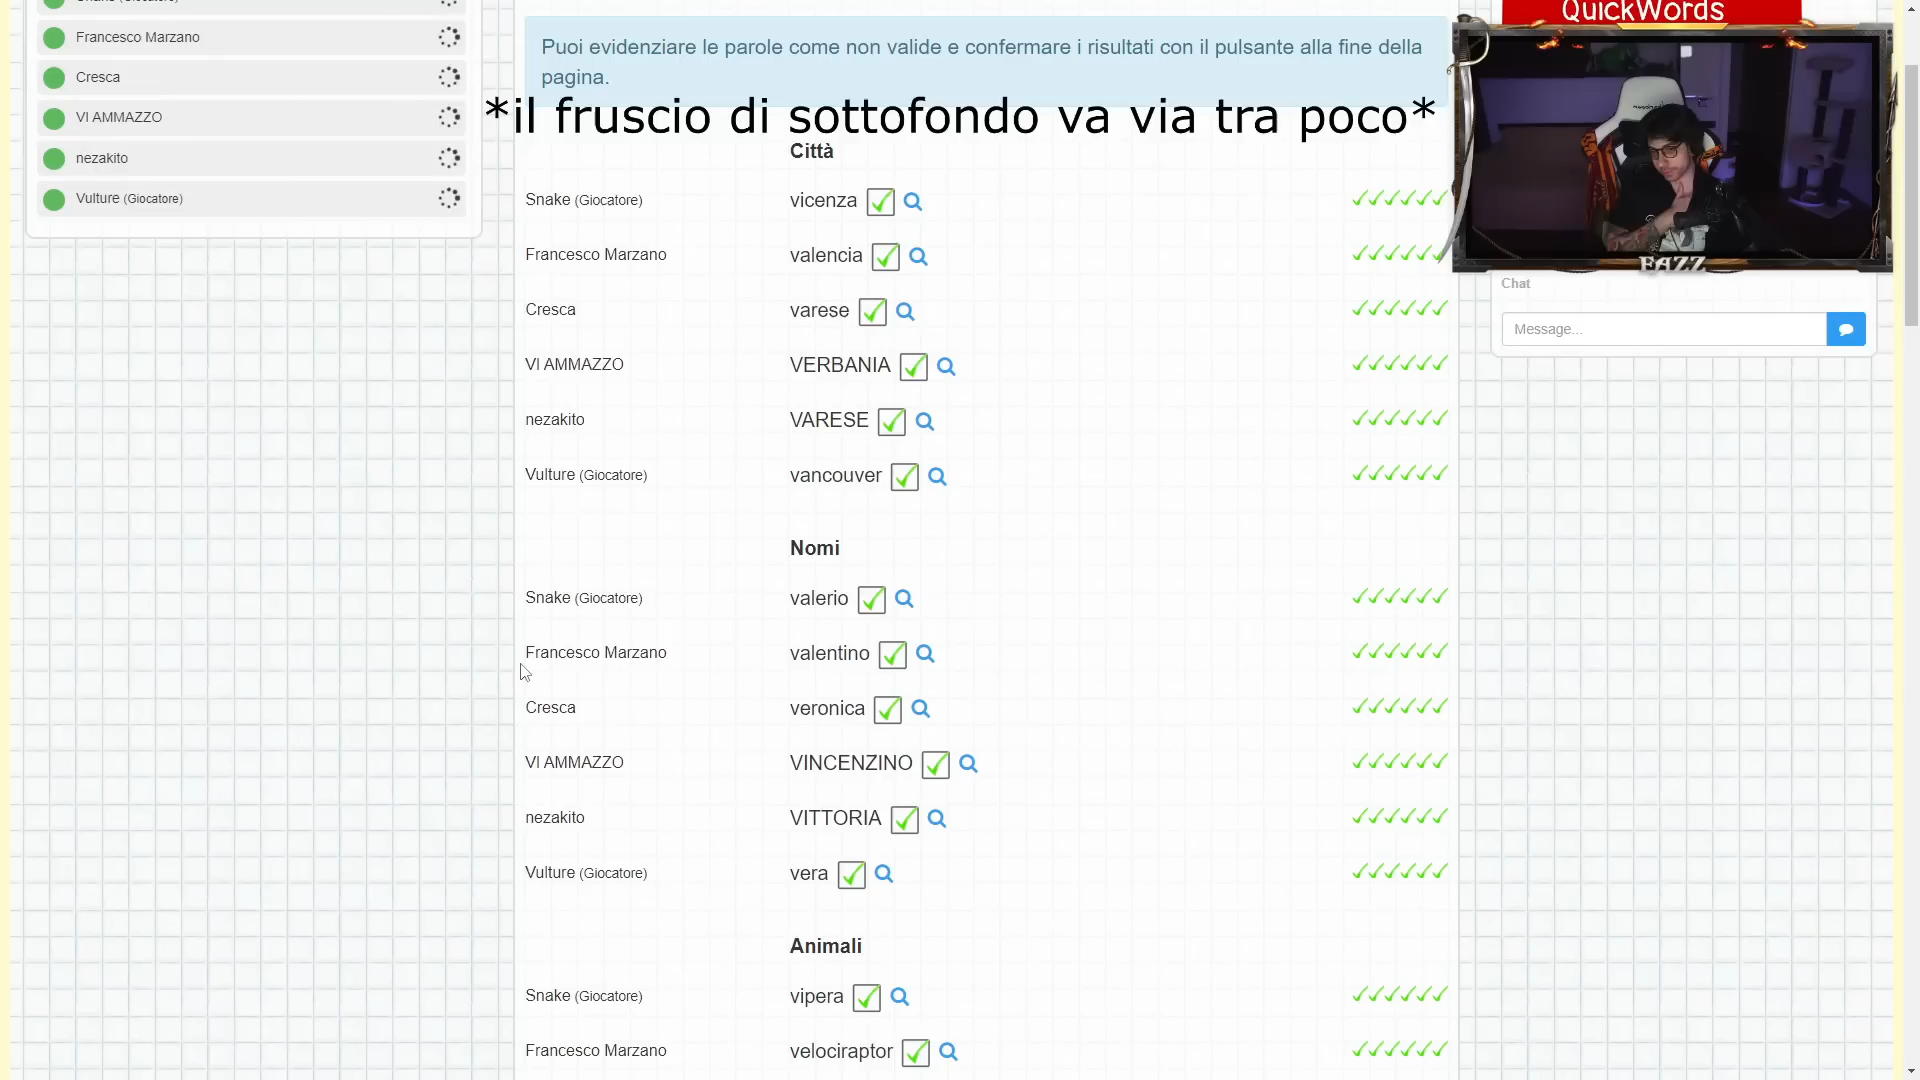 Francesco Marzano
Cresca
VI AMMAZZO
nezakito
Vulture (Giocatore)
Puoi evidenziare le parole come non valide e confermare i risultati con il pulsante alla fine della
pagina.
*il fruscio di sottofondo va via tra poco*
Città
Snake (Giocatore) vicenza
Francesco Marzano valencia
Cresca varese
VI AMMAZZO VERBANIA
nezakito VARESE
Vulture (Giocatore) vancouver
Nomi
Snake (Giocatore) valerio
Francesco Marzano valentino
Cresca veronica
VI AMMAZZO VINCENZINO
nezakito VITTORIA
Vulture (Giocatore) vera
Animali
Snake (Giocatore) vipera
Francesco Marzano velociraptor
QuickWords
FAZZ
Chat
Message...